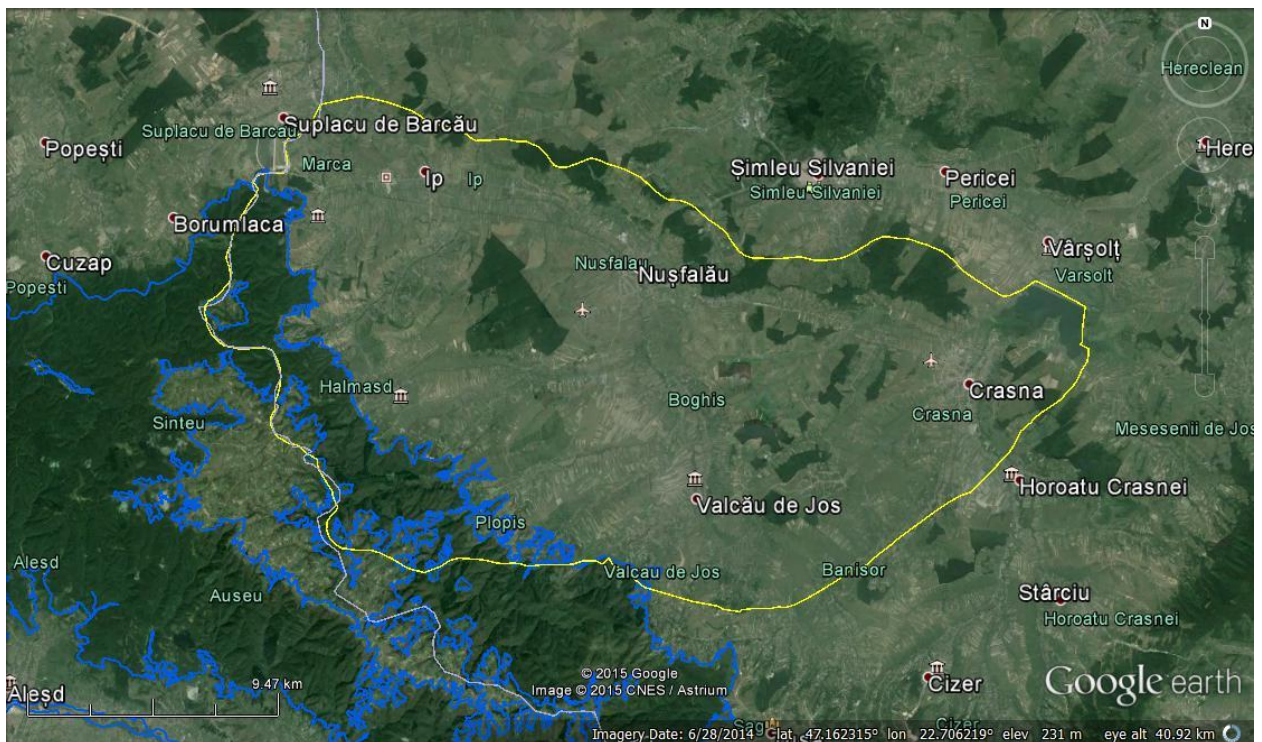 N
Hereclean
Suplacu de Barcău
Suplacu de Barcau
Popești
Marca
Ip
Ip
Șimleu Silvaniei
Simleu Silvaniei
Pericei
Pericei
Here
Borumlaca
Cuzap
Popești
Nusfalau
Nușfalău
Vârșolț
Varsolt
Halmasd
Boghis
Crasna
Crasna
Sinteu
Mesesenii de Jos
Horoatu Crasnei
Valcău de Jos
Plopis
Alesd
Auseu
Valcau de Jos
Banisor
Stârciu
Horoatu Crasnei
Aleșd
9.47 km
© 2015 Google
Image © 2015 CNES / Astrium
Cizer
Cizer
Google earth
Sag
Imagery Date: 6/28/2014 lat 47.162315° lon 22.706219° elev 231 m eye alt 40.92 km